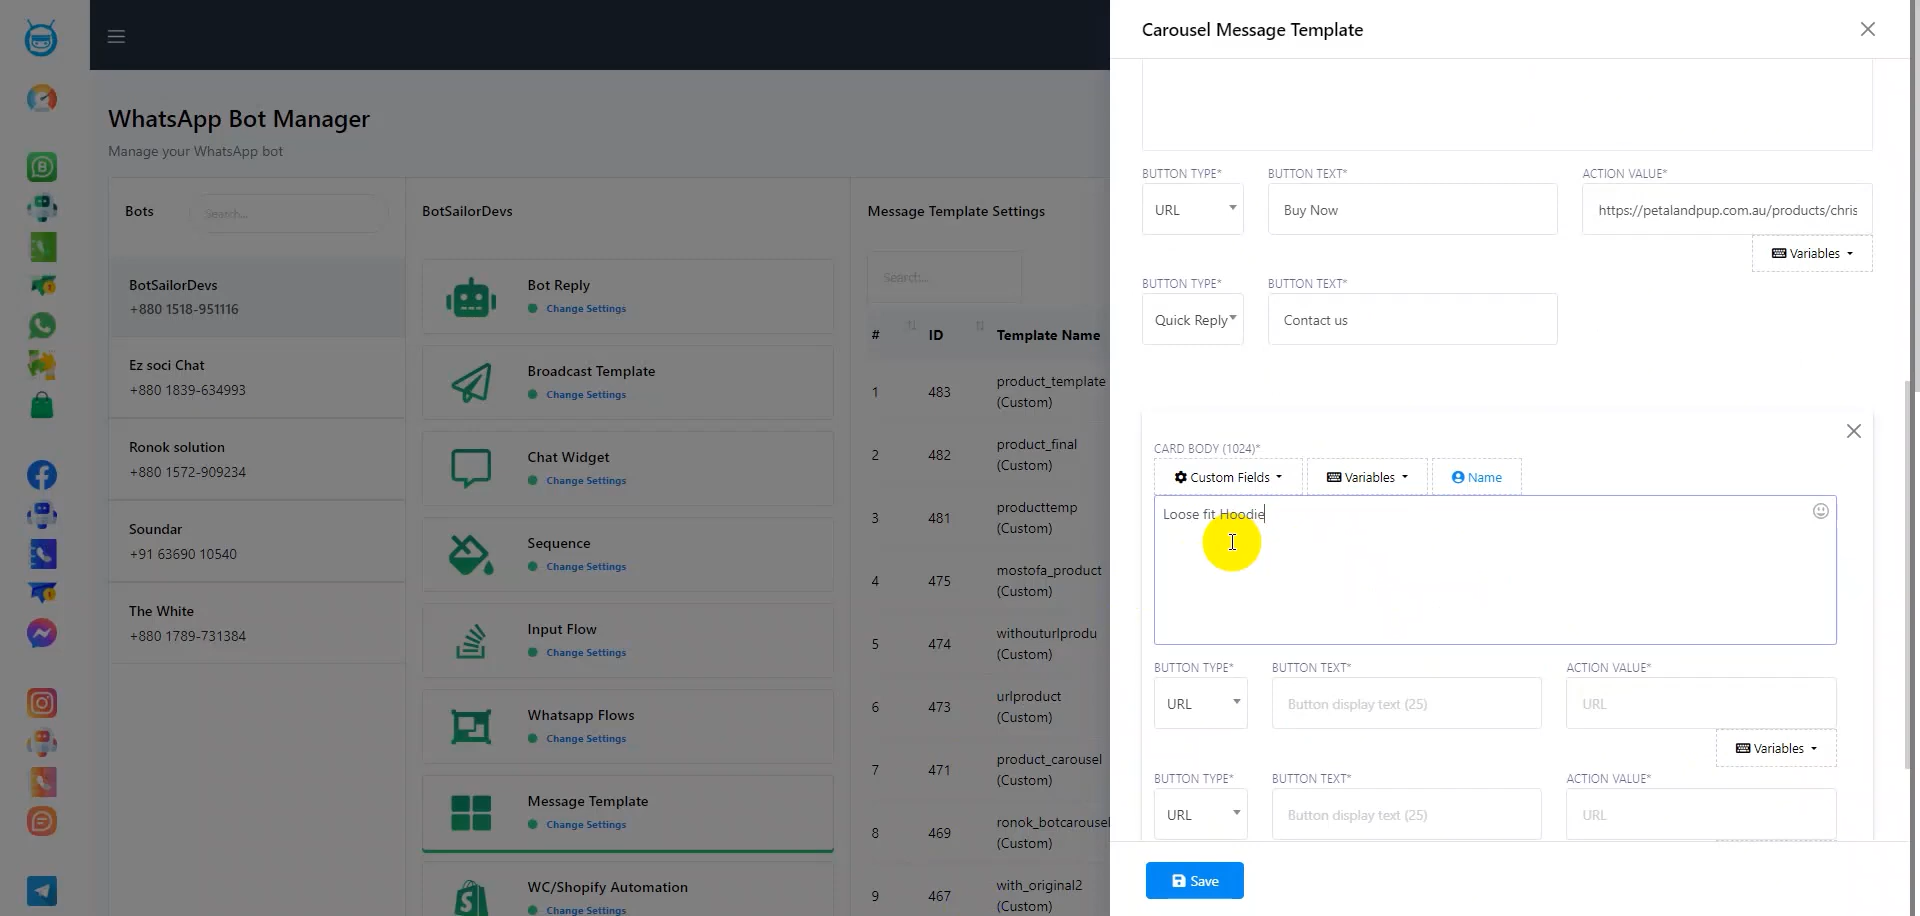 Carousel Message Template
WhatsApp Bot Manager
Manage your WhatsApp bot
Bots
Search...
BotSailorDevs
+880 1518-951116
Ez soci Chat
+880 1839-634993
Ronok solution
+880 1572-909234
Soundar
+91 63690 10540
The White
+880 1789-731384
BotSailorDevs
Bot Reply
Change Settings
Broadcast Template
Change Settings
Chat Widget
Change Settings
Sequence
Change Settings
Input Flow
Change Settings
Whatsapp Flows
Change Settings
Message Template
Change Settings
WC/Shopify Automation
Change Settings
Message Template Settings
Search...
# ID Template Name
1 483 product_template
(Custom)
2 482 product_final
(Custom)
3 481 producttemp
(Custom)
4 475 mostofa_product
(Custom)
5 474 withouturlprodu
(Custom)
6 473 urlproduct
(Custom)
7 471 product_carousel
(Custom)
8 469 ronok_botcarousel
(Custom)
9 467 with_original2
(Custom)
BUTTON TYPE* BUTTON TEXT* ACTION VALUE*
URL Buy Now https://petalandpup.com.au/products/chris
Variables
BUTTON TYPE* BUTTON TEXT*
Quick Reply Contact us
CARD BODY (1024)*
Custom Fields Variables Name
Loose fit Hoodie
BUTTON TYPE* BUTTON TEXT* ACTION VALUE*
URL Button display text (25) URL
Variables
BUTTON TYPE* BUTTON TEXT* ACTION VALUE*
URL Button display text (25) URL
Save